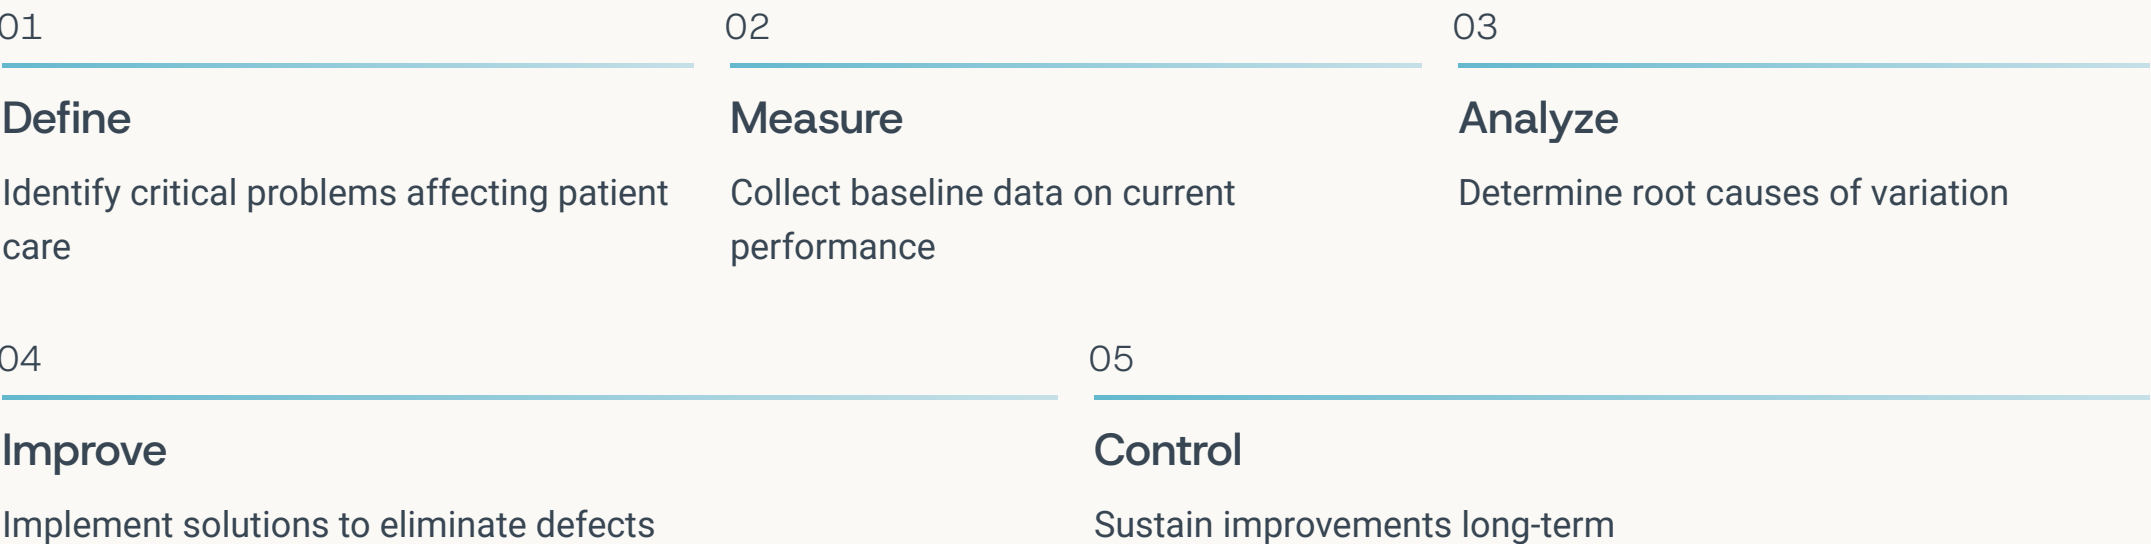 01
Define
Identify critical problems affecting patient
care
02
Measure
Collect baseline data on current
performance
03
Analyze
Determine root causes of variation
04
Improve
Implement solutions to eliminate defects
05
Control
Sustain improvements long-term